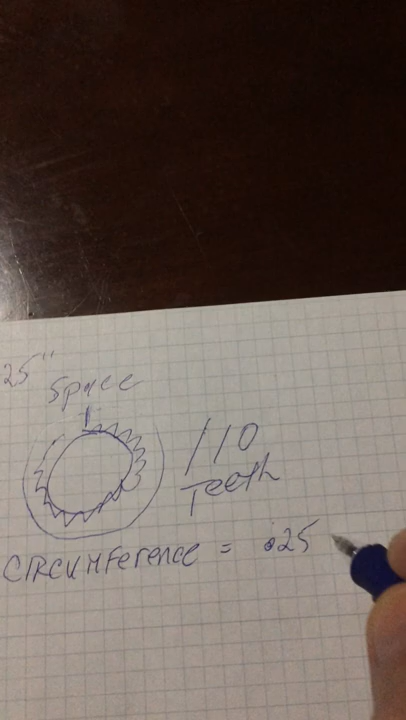 25"
Space
110
Teeth
CIRCUMFerence = .25